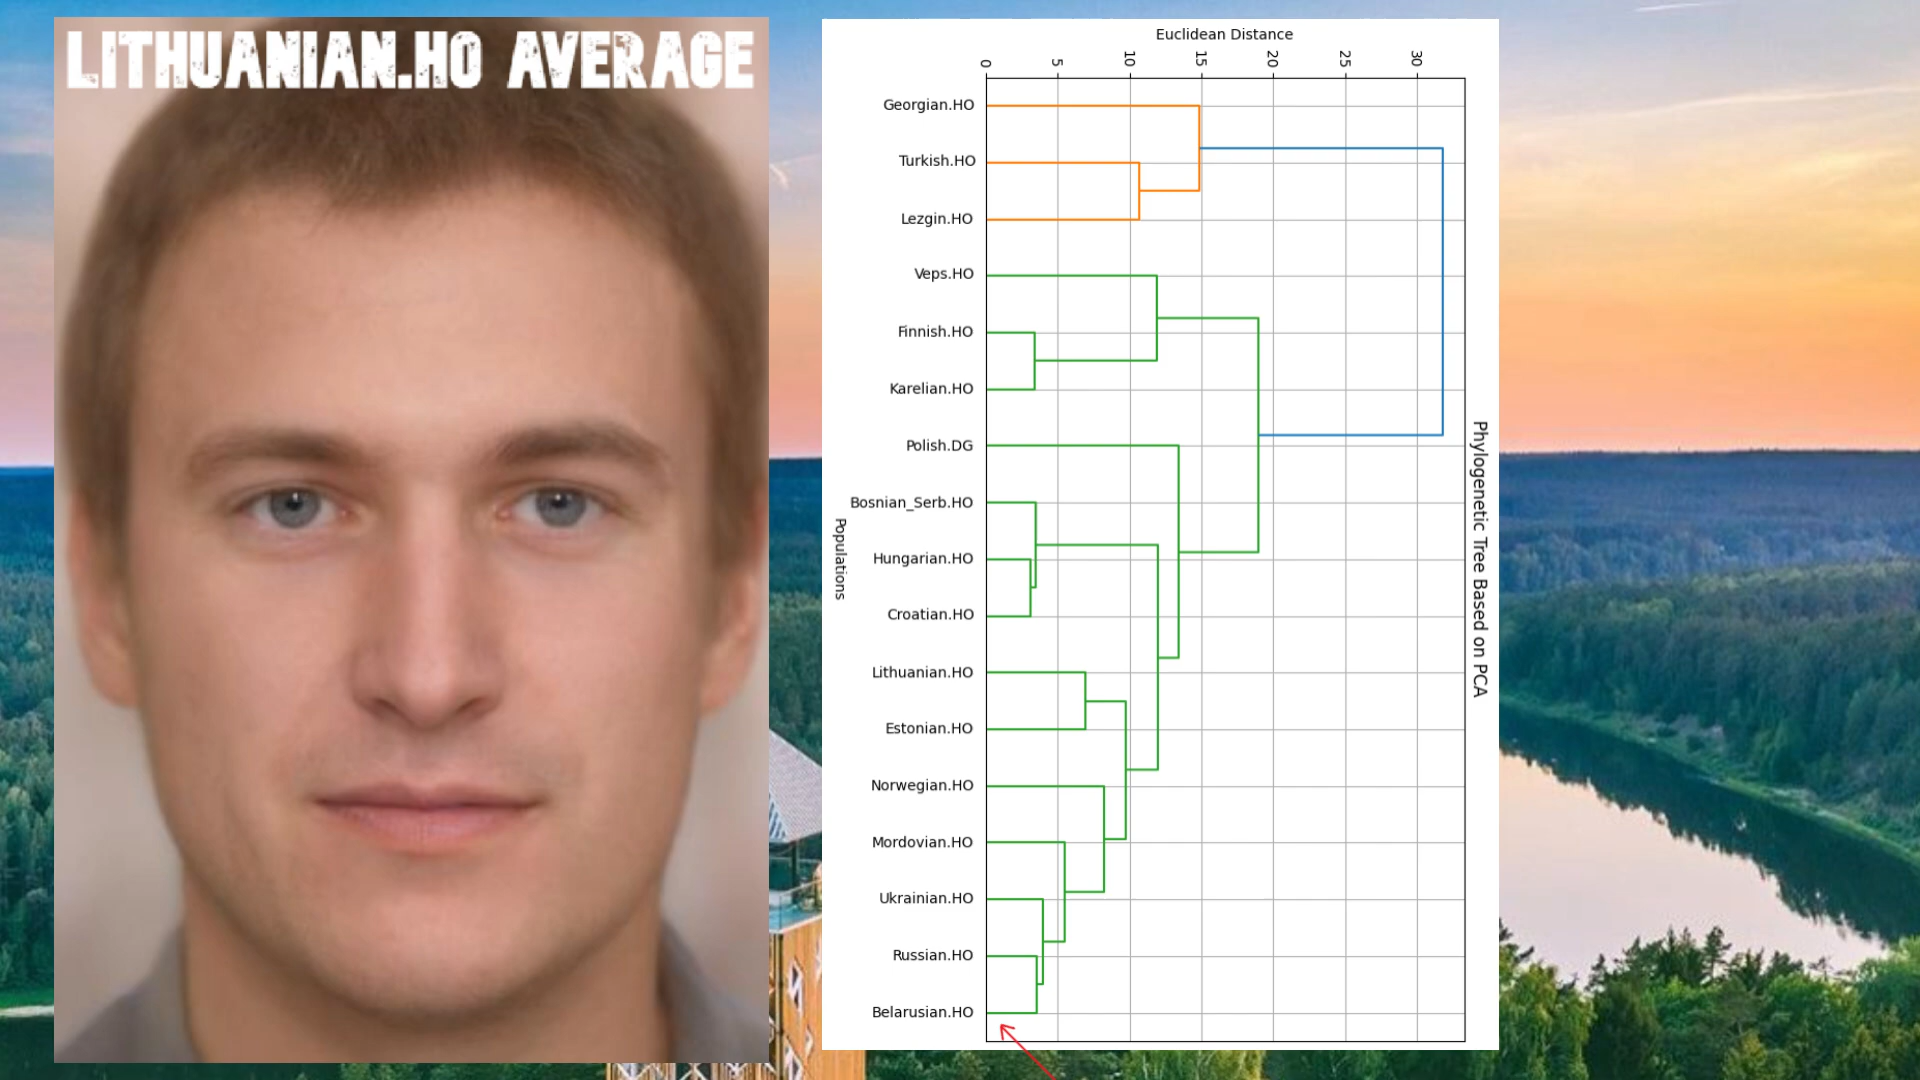 LITHUANIAN.HO AVERAGE
Euclidean Distance
0 5 10 15 20 25 30
Georgian.HO
Turkish.HO
Lezgin.HO
Veps.HO
Finnish.HO
Karelian.HO
Polish.DG
Bosnian_Serb.HO
Hungarian.HO
Croatian.HO
Lithuanian.HO
Estonian.HO
Norwegian.HO
Mordovian.HO
Ukrainian.HO
Russian.HO
Belarusian.HO
Populations
Phylogenetic Tree Based on PCA